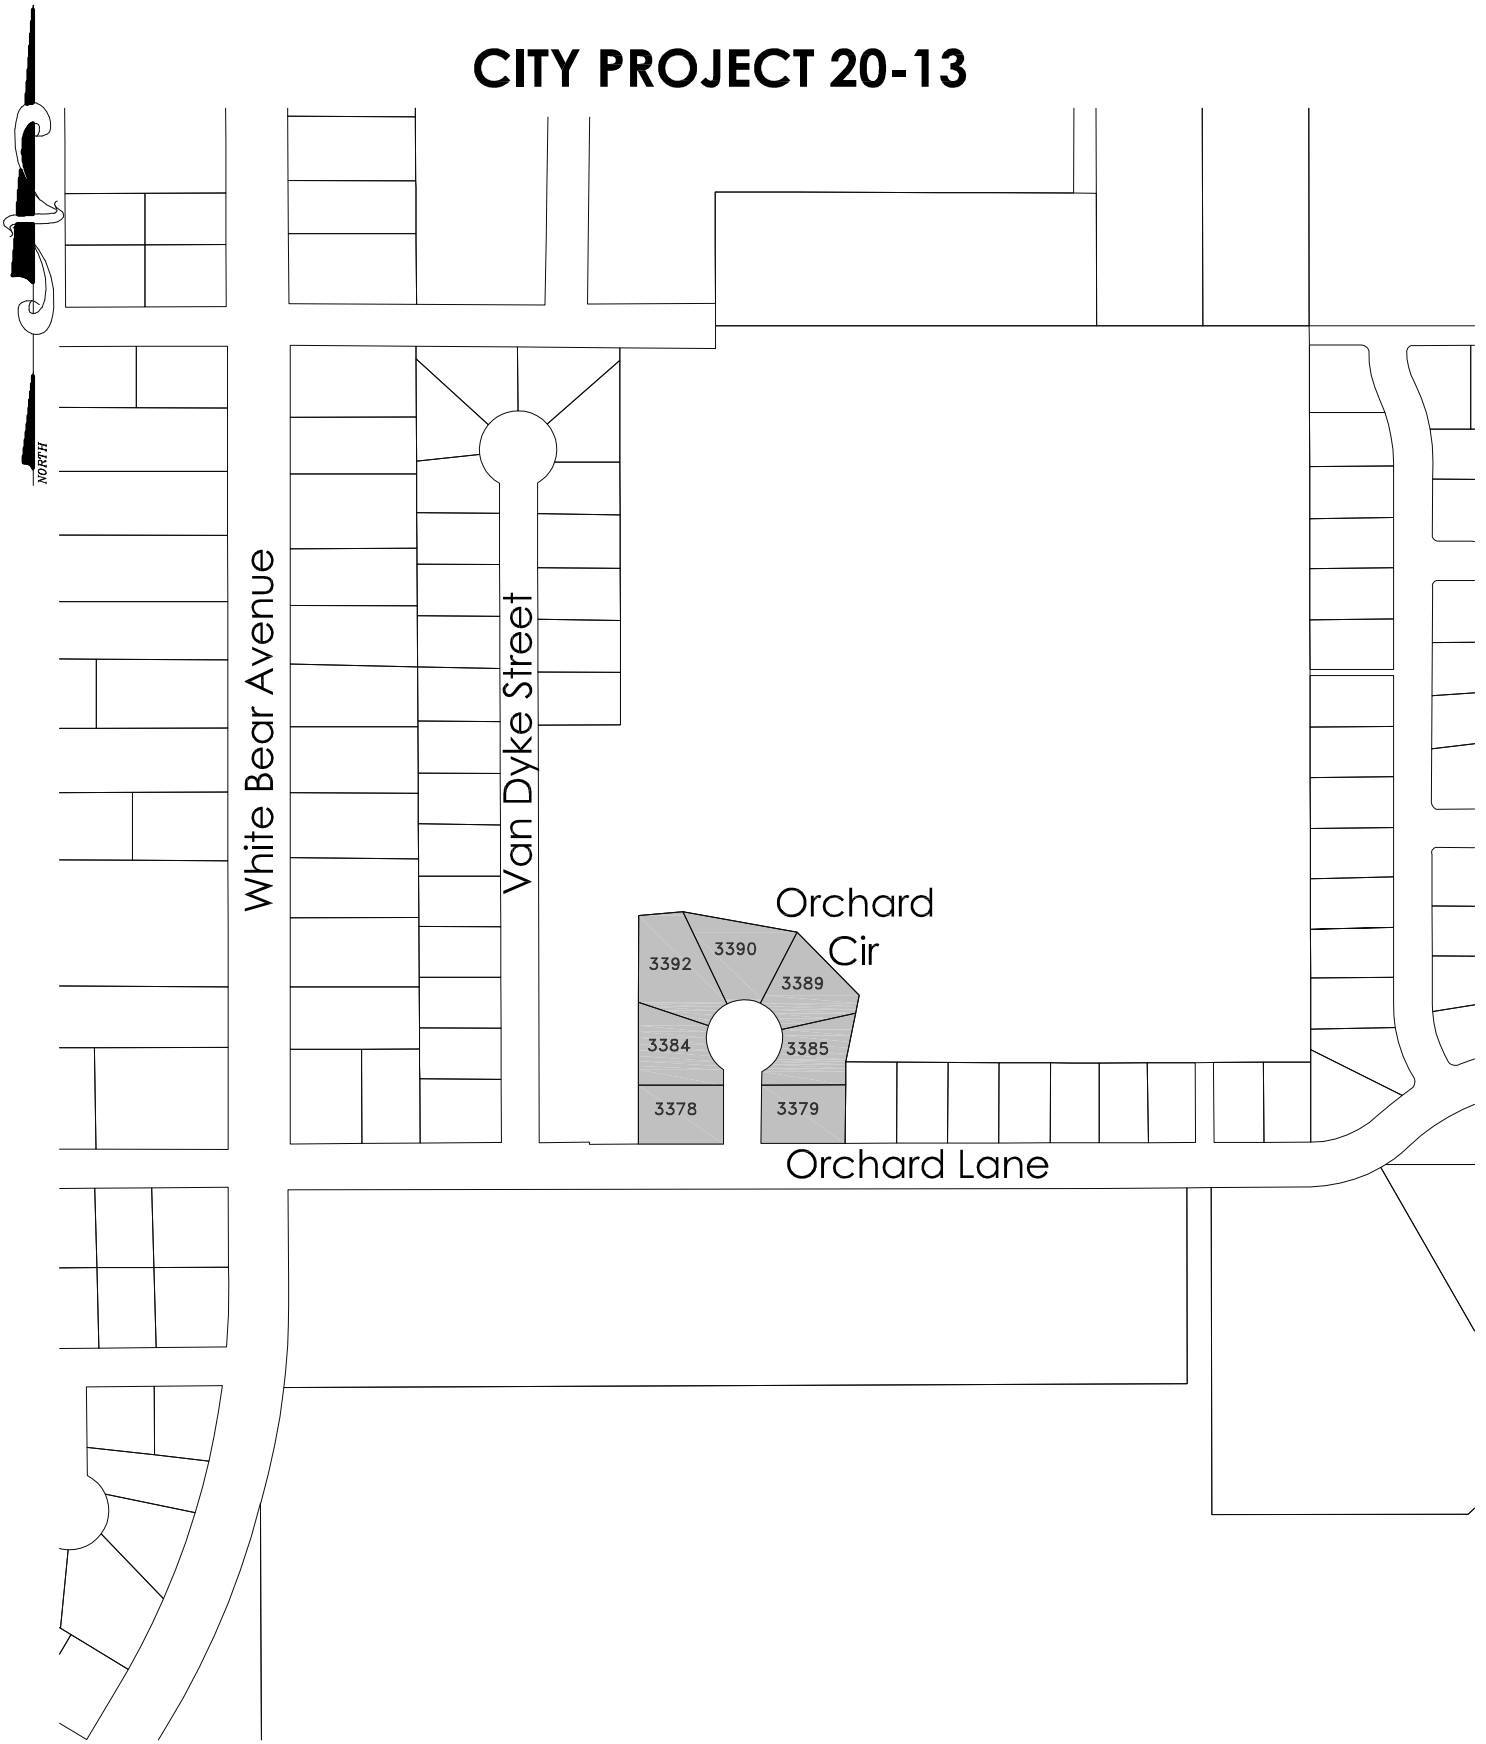 CITY PROJECT 20-13
NORTH
White Bear Avenue
Van Dyke Street
Orchard
Cir
3392
3390
3389
3384
3385
3378
3379
Orchard Lane